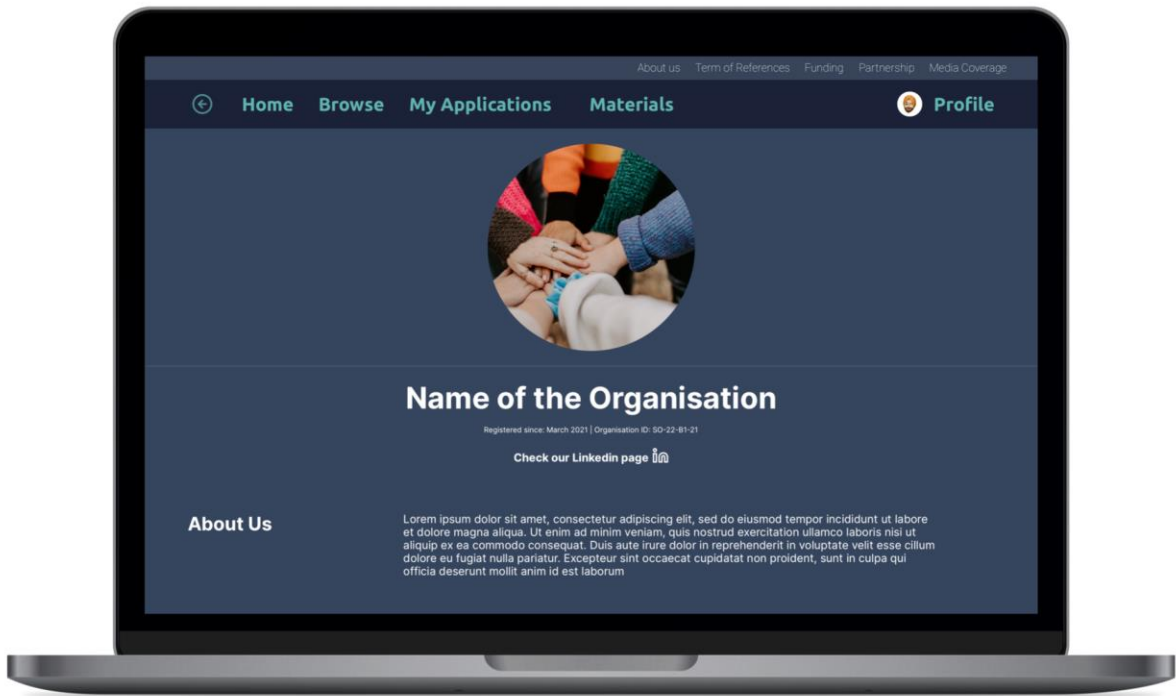 About us Term of References Funding Partnership Media Coverage
Home Browse My Applications Materials Profile
Name of the Organisation
Registered since: March 2021 | Organisation ID: SO-22-81-21
Check our Linkedin page in
About Us
Lorem ipsum dolor sit amet, consectetur adipiscing elit, sed do eiusmod tempor incididunt ut labore
et dolore magna aliqua. Ut enim ad minim veniam, quis nostrud exercitation ullamco laboris nisi ut
aliquip ex ea commodo consequat. Duis aute irure dolor in reprehenderit in voluptate velit esse cillum
dolore eu fugiat nulla pariatur. Excepteur sint occaecat cupidatat non proident, sunt in culpa qui
officia deserunt mollit anim id est laborum